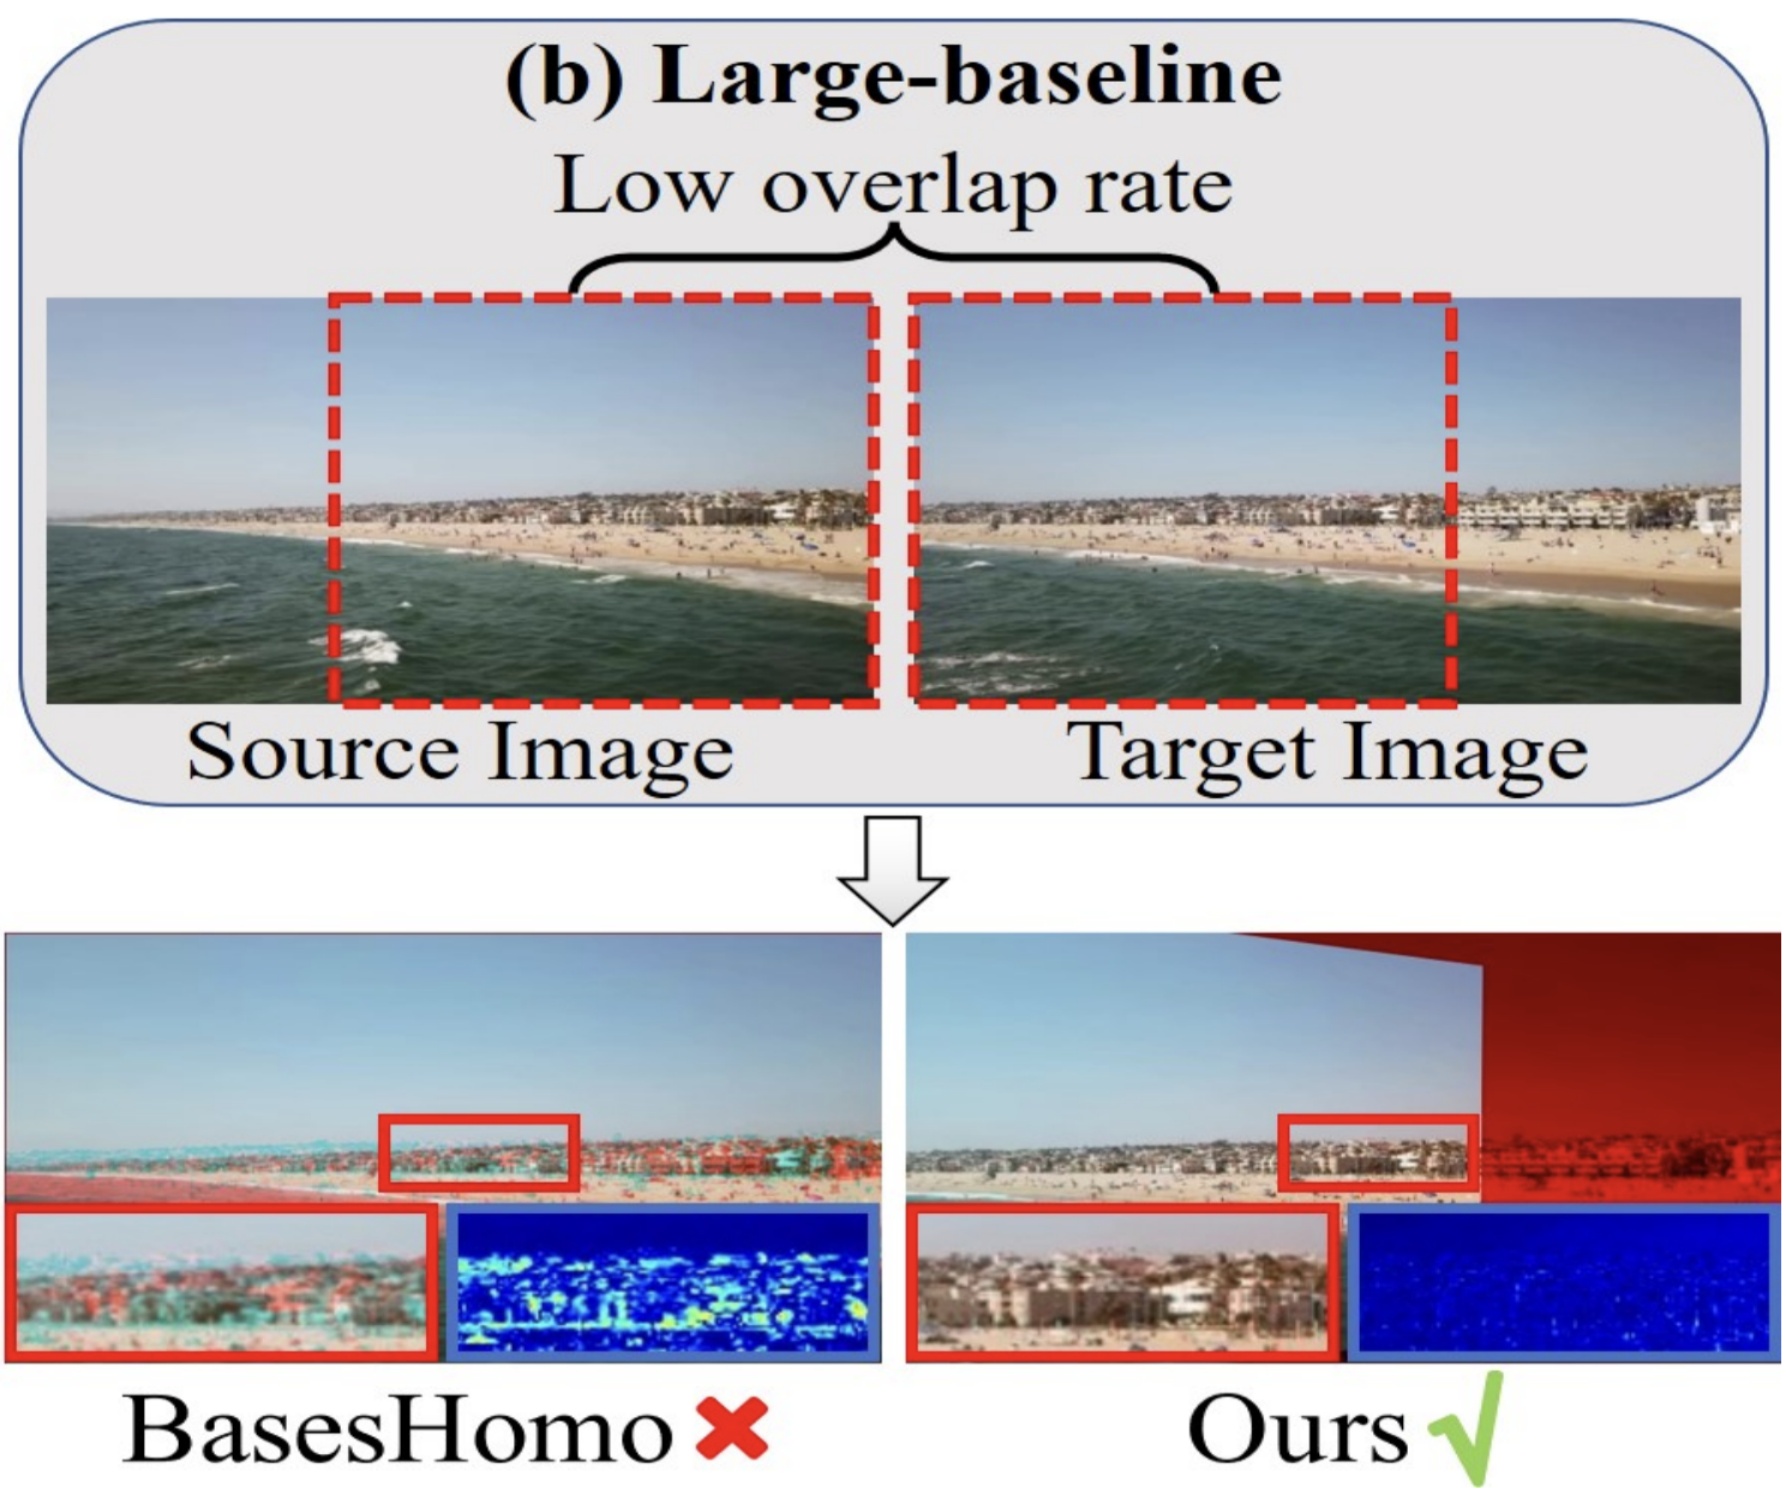 (b) Large-baseline
Low overlap rate
Source Image
Target Image
BasesHomo
Ours